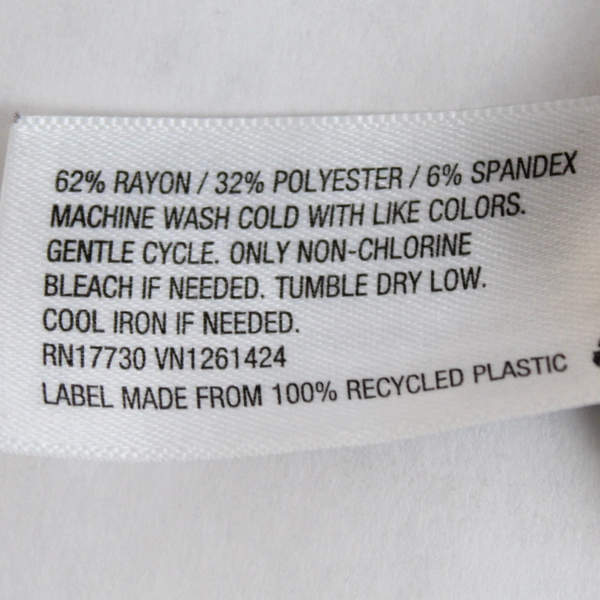 62% RAYON / 32% POLYESTER / 6% SPANDEX
MACHINE WASH COLD WITH LIKE COLORS.
GENTLE CYCLE. ONLY NON-CHLORINE
BLEACH IF NEEDED. TUMBLE DRY LOW.
COOL IRON IF NEEDED.
RN17730 VN1261424
LABEL MADE FROM 100% RECYCLED PLASTIC